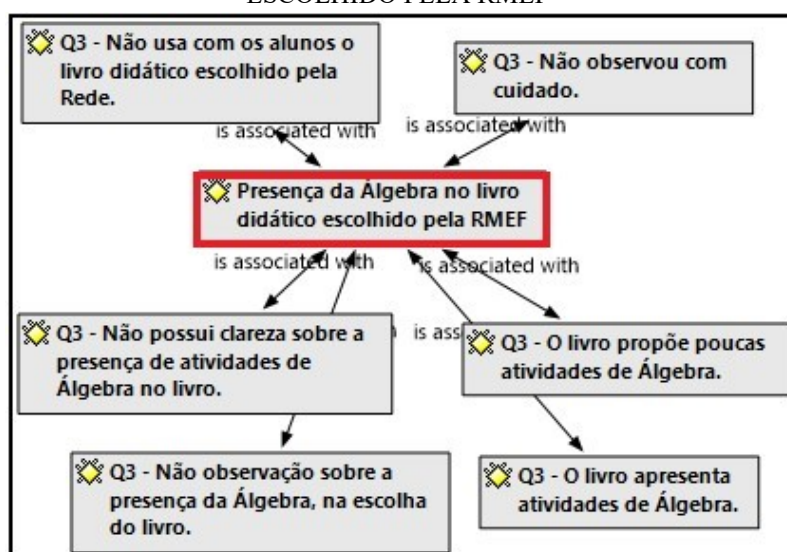 ESCOLHIDO PELA RMEF
Q3 - Não usa com os alunos o
livro didático escolhido pela
Rede.
Q3 - Não observou com
cuidado.
is associated with
is associated with
Presença da Álgebra no livro
didático escolhido pela RMEF
is associated with
is associated with
Q3 - Não possui clareza sobre a
presença de atividades de
Álgebra no livro.
is
Q3 - O livro propõe poucas
atividades de Álgebra.
Q3 - Não observação sobre a
presença da Álgebra, na escolha
do livro.
Q3 - O livro apresenta
atividades de Álgebra.